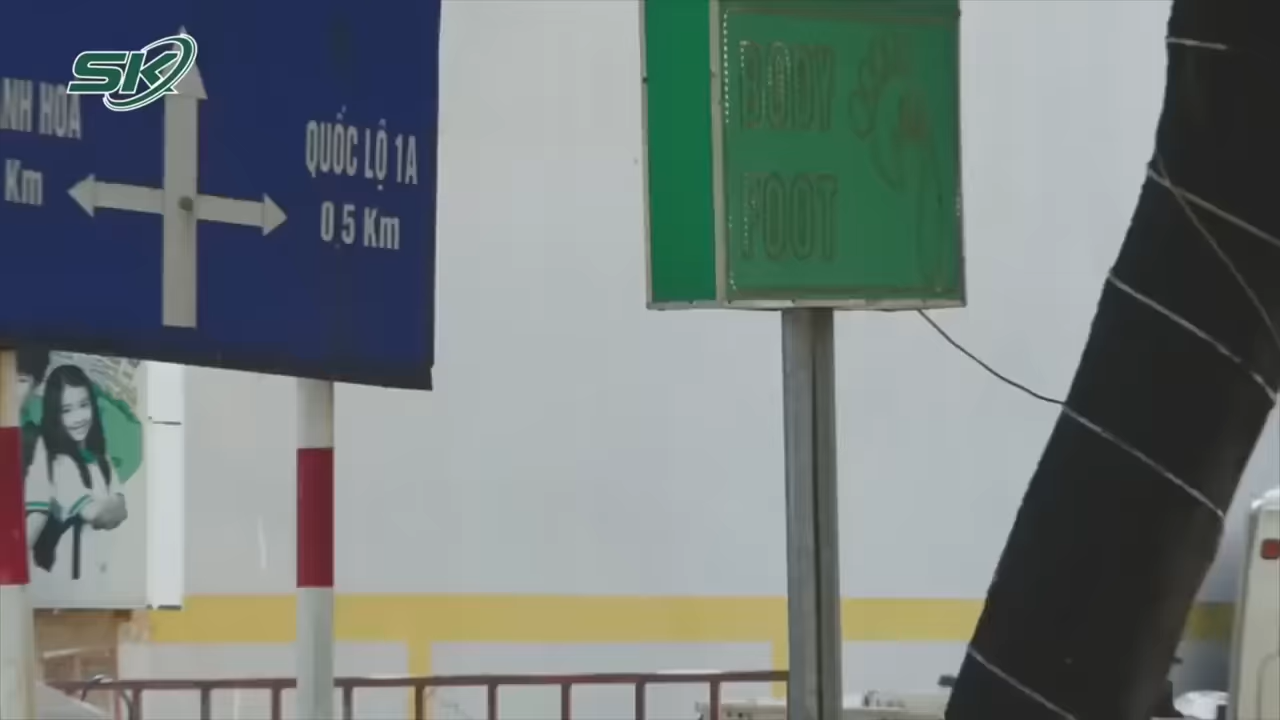 SK
NH HOA
Km
QUỐC LỘ 1A
0,5 Km
BODY
FOOT